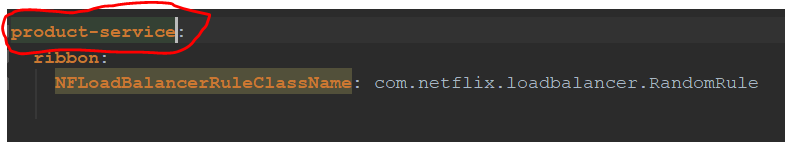 product-service:
ribbon:
NFLoadBalancerRuleClassName: com.netflix.loadbalancer.RandomRule